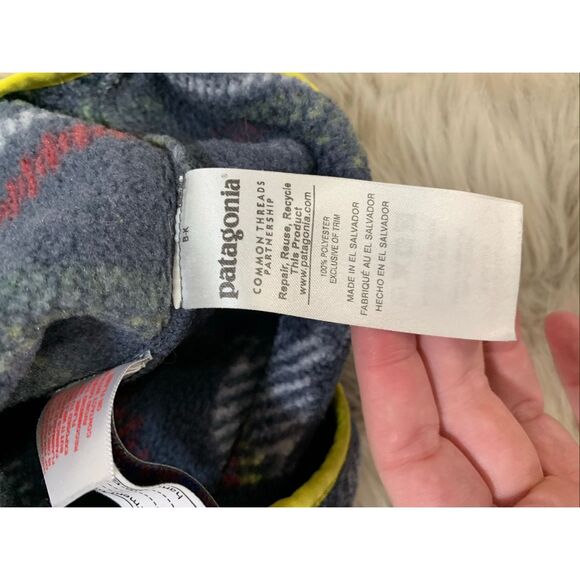 patagonia®
COMMON THREADS
PARTNERSHIP
Repair, Reuse, Recycle
This Product
www.patagonia.com
100% POLYESTER
EXCLUSIVE OF TRIM
MADE IN EL SALVADOR
FABRIQUÉ AU EL SALVADOR
HECHO EN EL SALVADOR
B-K